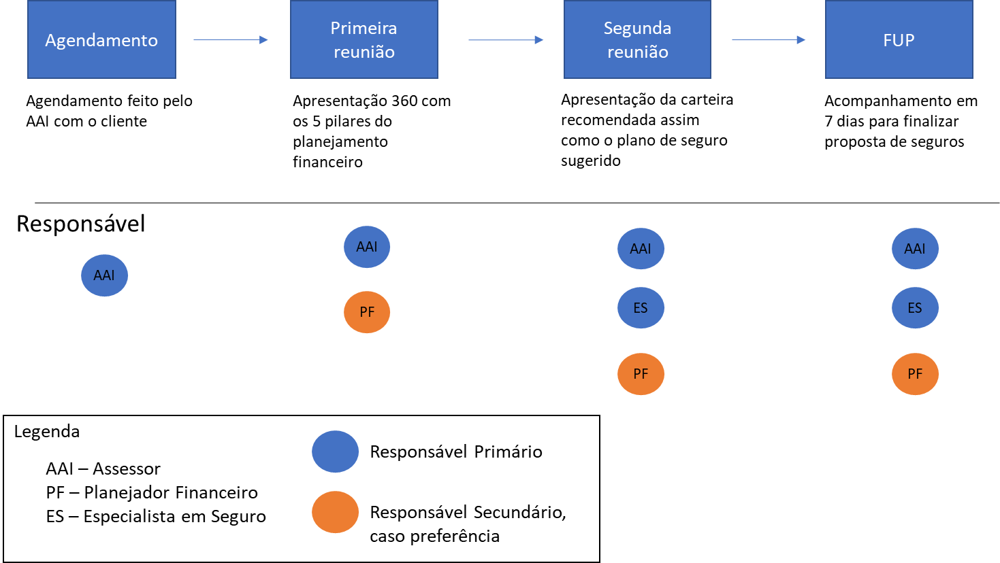 Agendamento
Primeira
reunião
Segunda
reunião
FUP
Agendamento feito pelo
AAI com o cliente
Apresentação 360 com
os 5 pilares do
planejamento
financeiro
Apresentação da carteira
recomendada assim
como o plano de seguro
sugerido
Acompanhamento em
7 dias para finalizar
proposta de seguros
Responsável
AAI
AAI
PF
AAI
ES
PF
AAI
ES
PF
Legenda
AAI – Assessor
PF – Planejador Financeiro
ES – Especialista em Seguro
Responsável Primário
Responsável Secundário,
caso preferência